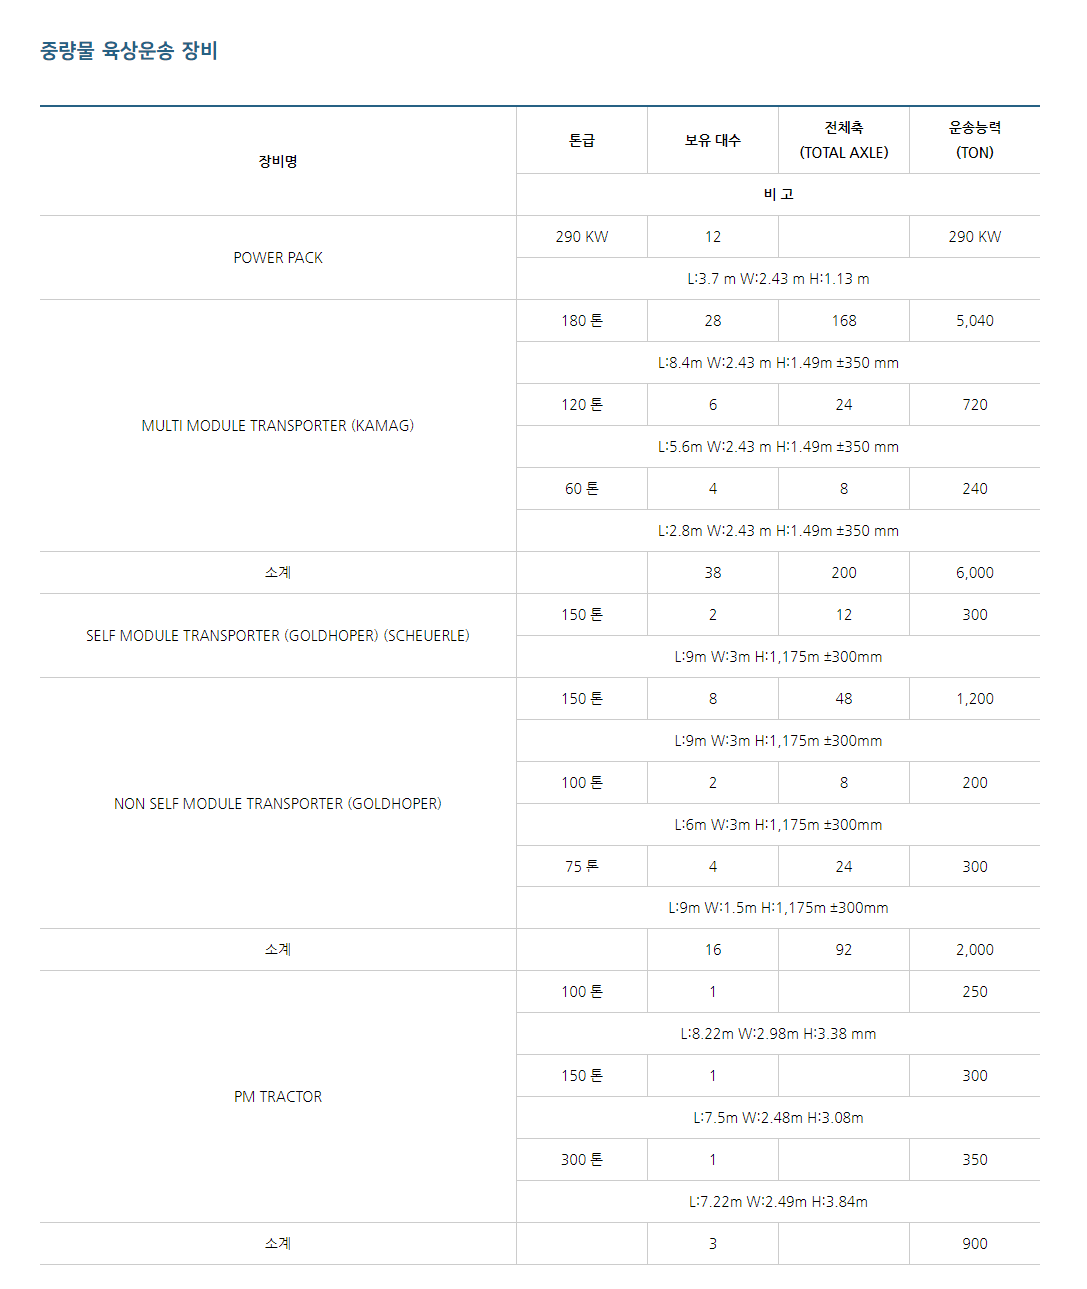 중량물 육상운송 장비
장비명 톤급 보유 대수 전체축 (TOTAL AXLE) 운송능력 (TON)
비 고
POWER PACK 290 KW 12 290 KW
L:3.7 m W:2.43 m H:1.13 m
MULTI MODULE TRANSPORTER (KAMAG) 180 톤 28 168 5,040
L:8.4m W:2.43 m H:1.49m ±350 mm
120 톤 6 24 720
L:5.6m W:2.43 m H:1.49m ±350 mm
60 톤 4 8 240
L:2.8m W:2.43 m H:1.49m ±350 mm
소계 38 200 6,000
SELF MODULE TRANSPORTER (GOLDHOPER) (SCHEUERLE) 150 톤 2 12 300
L:9m W:3m H:1,175m ±300mm
NON SELF MODULE TRANSPORTER (GOLDHOPER) 150 톤 8 48 1,200
L:9m W:3m H:1,175m ±300mm
100 톤 2 8 200
L:6m W:3m H:1,175m ±300mm
75 톤 4 24 300
L:9m W:1.5m H:1,175m ±300mm
소계 16 92 2,000
PM TRACTOR 100 톤 1 250
L:8.22m W:2.98m H:3.38 mm
150 톤 1 300
L:7.5m W:2.48m H:3.08m
300 톤 1 350
L:7.22m W:2.49m H:3.84m
소계 3 900